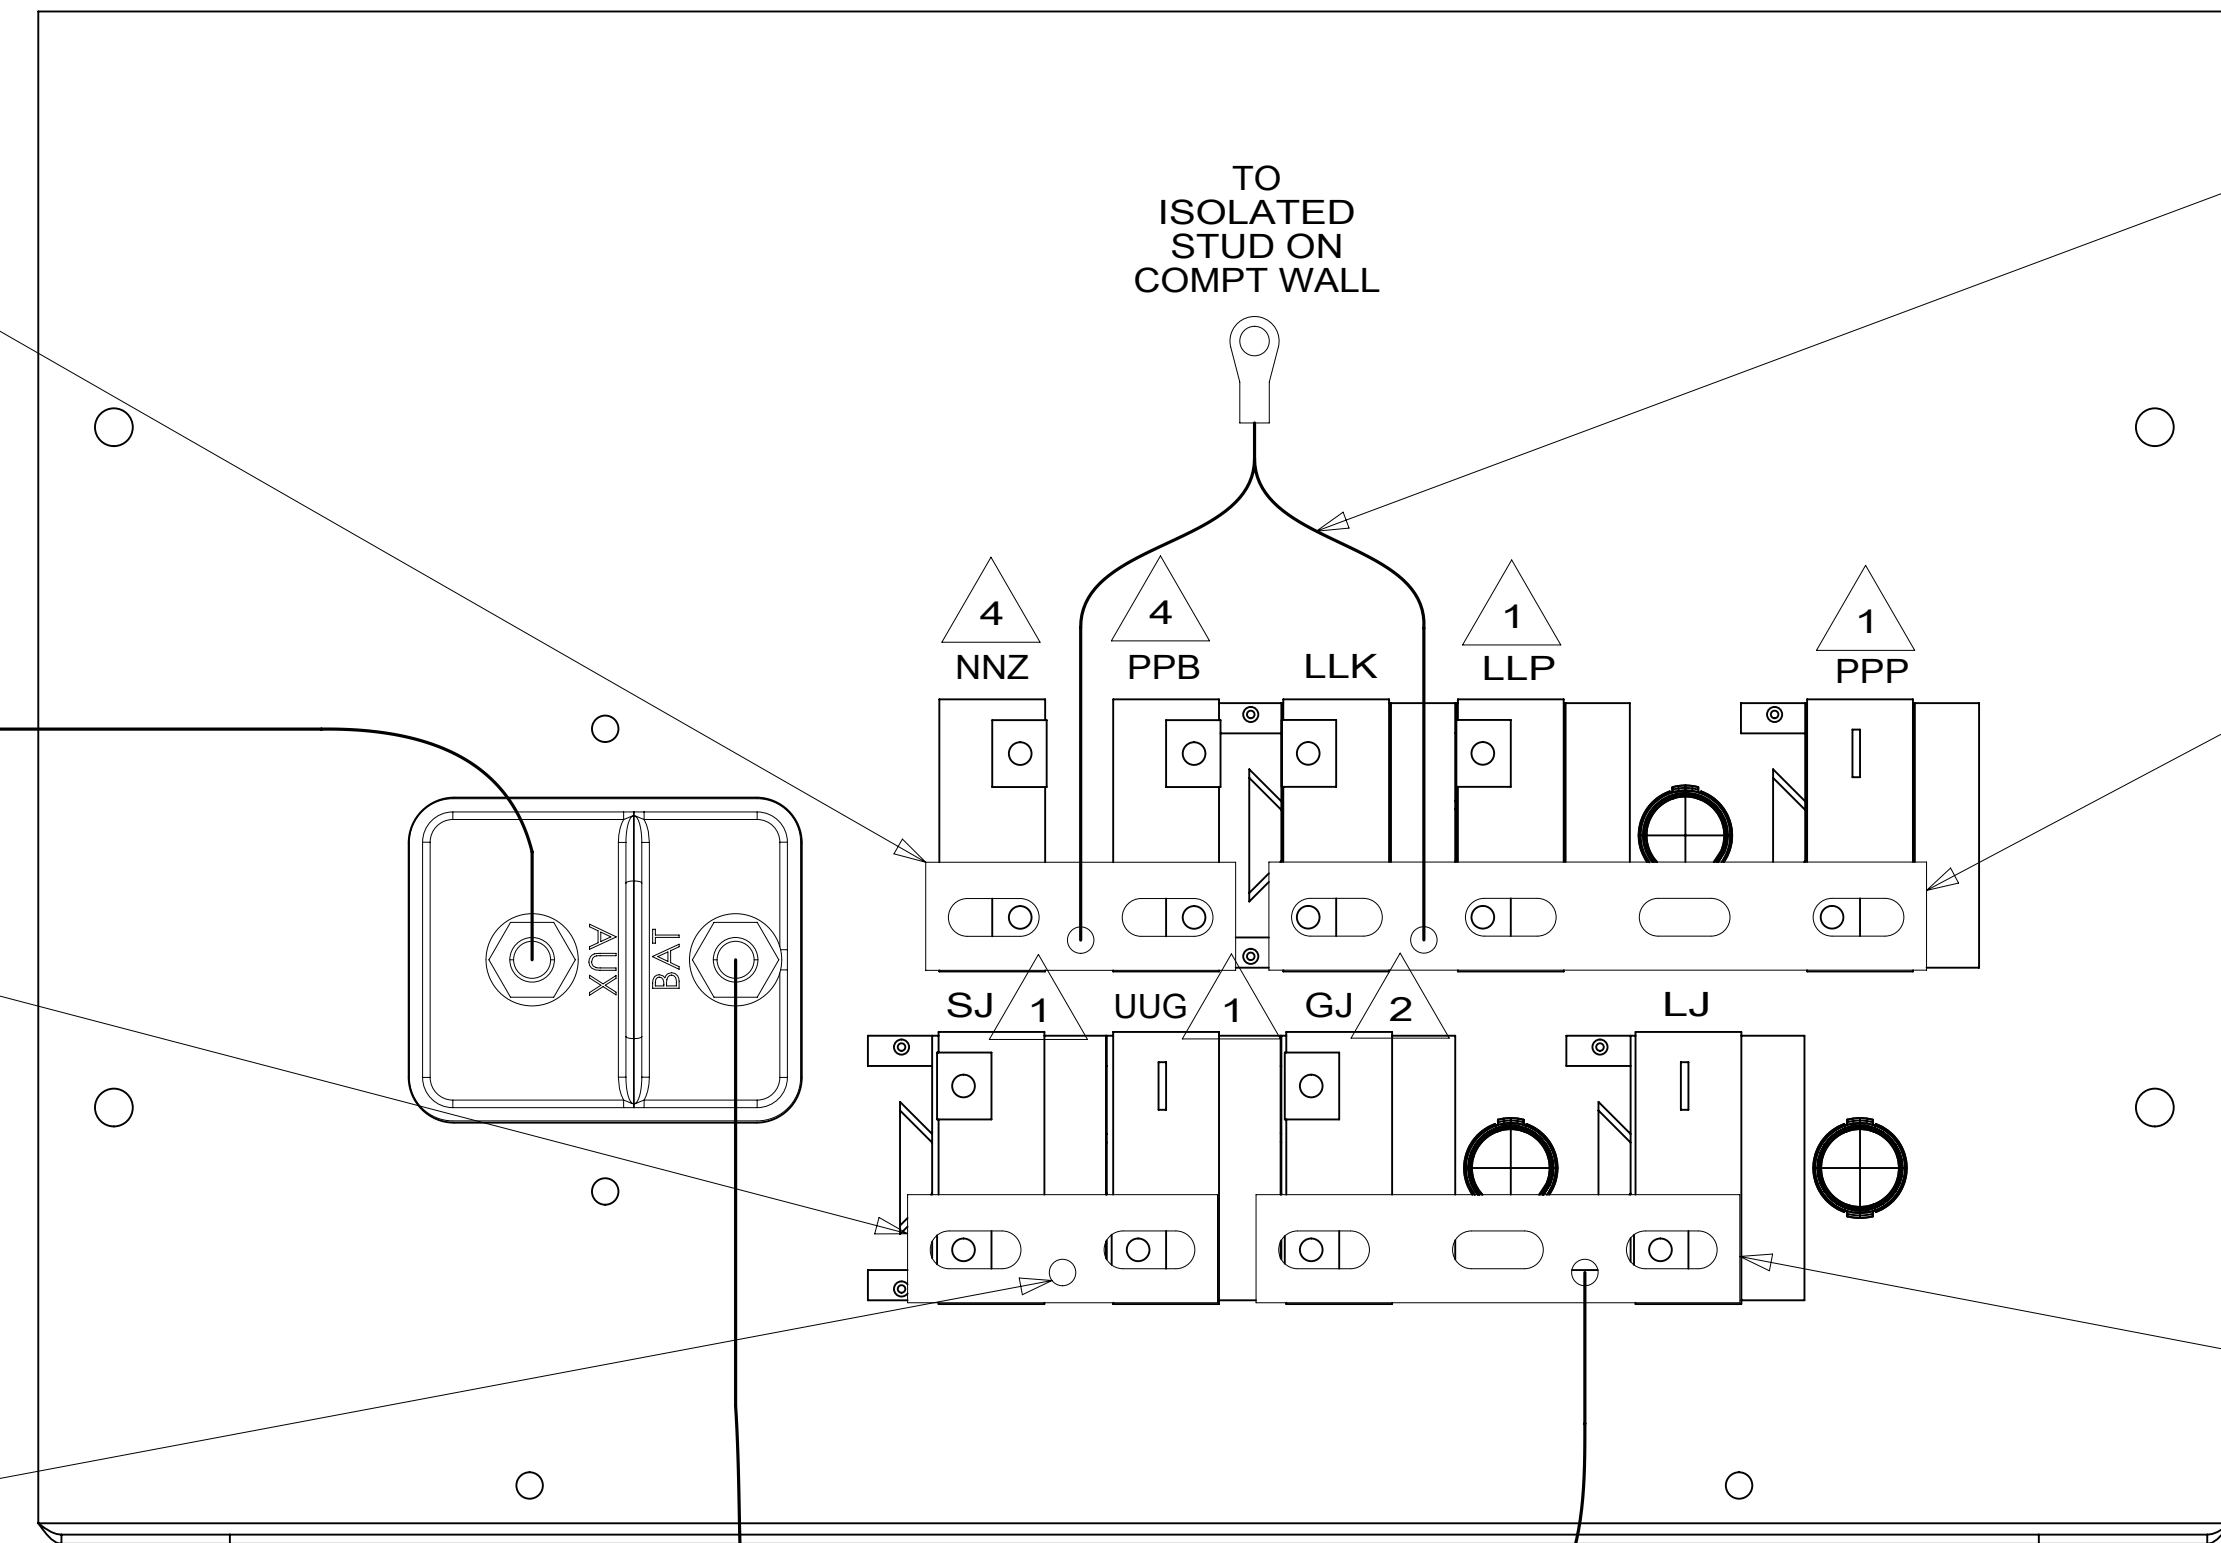 TO
ISOLATED
STUD ON
COMPT WALL
4
4
1
1
NNZ
PPB
LLK
LLP
PPP
AUX
BAT
SJ
1
UUG
1
GJ
2
LJ